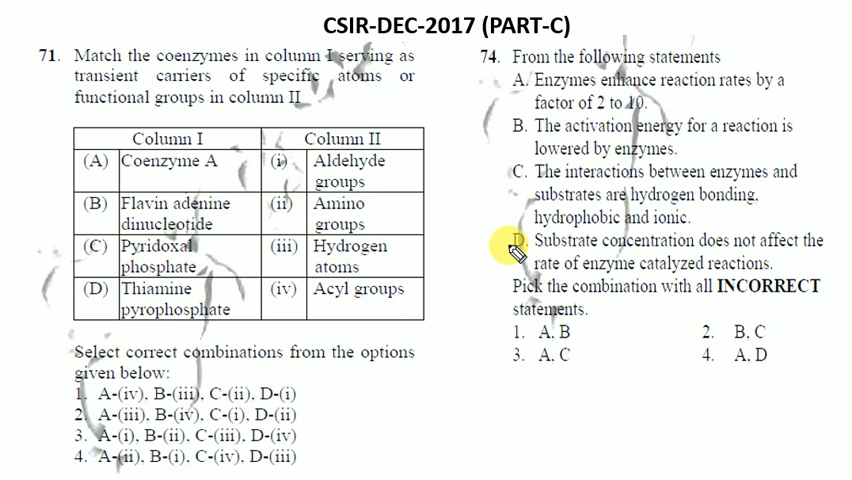 CSIR-DEC-2017 (PART-C)
71. Match the coenzymes in column I serving as
transient carriers of specific atoms or
functional groups in column II
Column I Column II
(A) Coenzyme A (i) Aldehyde
groups
(B) Flavin adenine (ii) Amino
dinucleotide groups
(C) Pyridoxal (iii) Hydrogen
phosphate atoms
(D) Thiamine (iv) Acyl groups
pyrophosphate
Select correct combinations from the options
given below:
1. A-(iv), B-(iii), C-(ii), D-(i)
2. A-(iii), B-(iv), C-(i), D-(ii)
3. A-(i), B-(ii), C-(iii), D-(iv)
4. A-(ii), B-(i), C-(iv), D-(iii)
74. From the following statements
A. Enzymes enhance reaction rates by a
factor of 2 to 10.
B. The activation energy for a reaction is
lowered by enzymes.
C. The interactions between enzymes and
substrates are hydrogen bonding,
hydrophobic and ionic.
D. Substrate concentration does not affect the
rate of enzyme catalyzed reactions.
Pick the combination with all INCORRECT
statements.
1. A, B 2. B, C
3. A, C 4. A, D